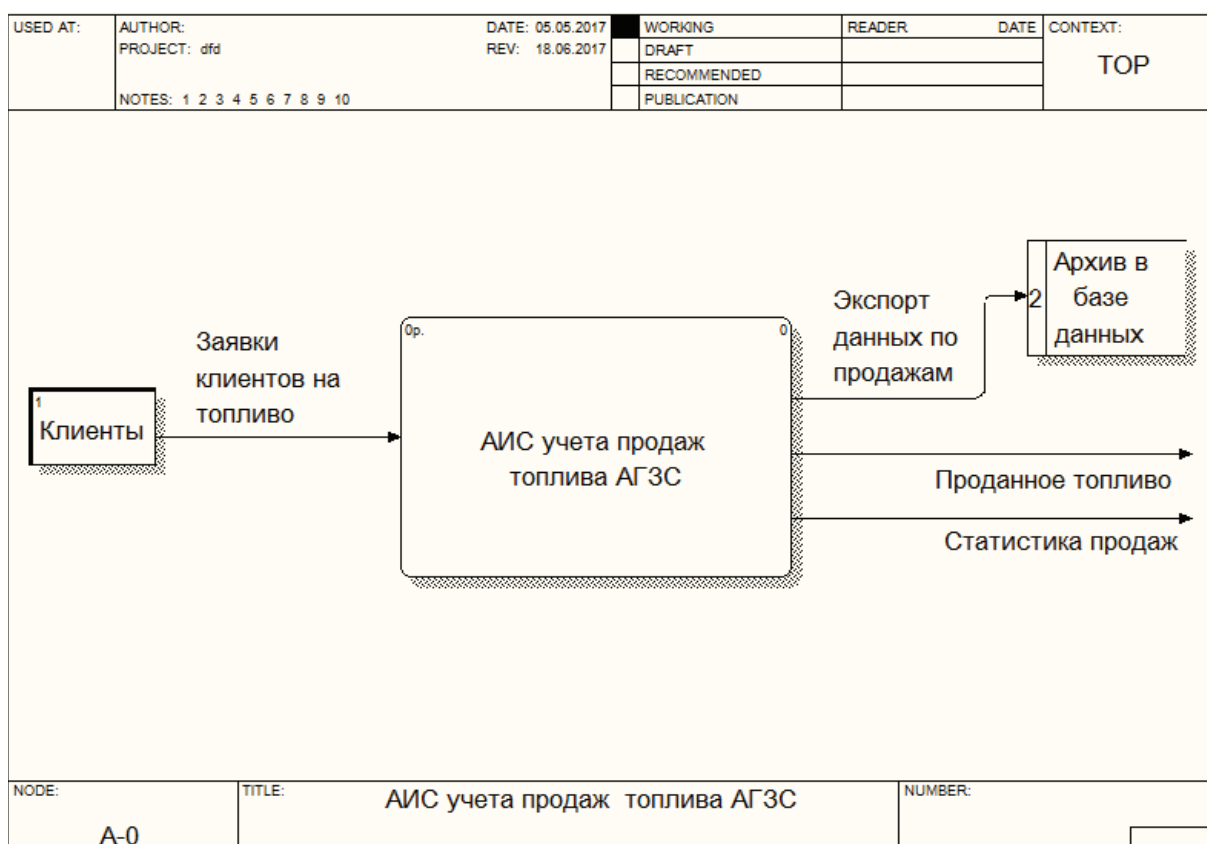 USED AT:
AUTHOR:
DATE: 05.05.2017
WORKING
READER
DATE
CONTEXT:
PROJECT: dfd
REV: 18.06.2017
DRAFT
TOP
RECOMMENDED
NOTES: 1 2 3 4 5 6 7 8 9 10
PUBLICATION
1
Клиенты
Заявки
клиентов на
топливо
0р.
0
АИС учета продаж
топлива АГЗС
Экспорт
данных по
продажам
2
Архив в
базе
данных
Проданное топливо
Статистика продаж
NODE:
A-0
TITLE:
АИС учета продаж топлива АГЗС
NUMBER: